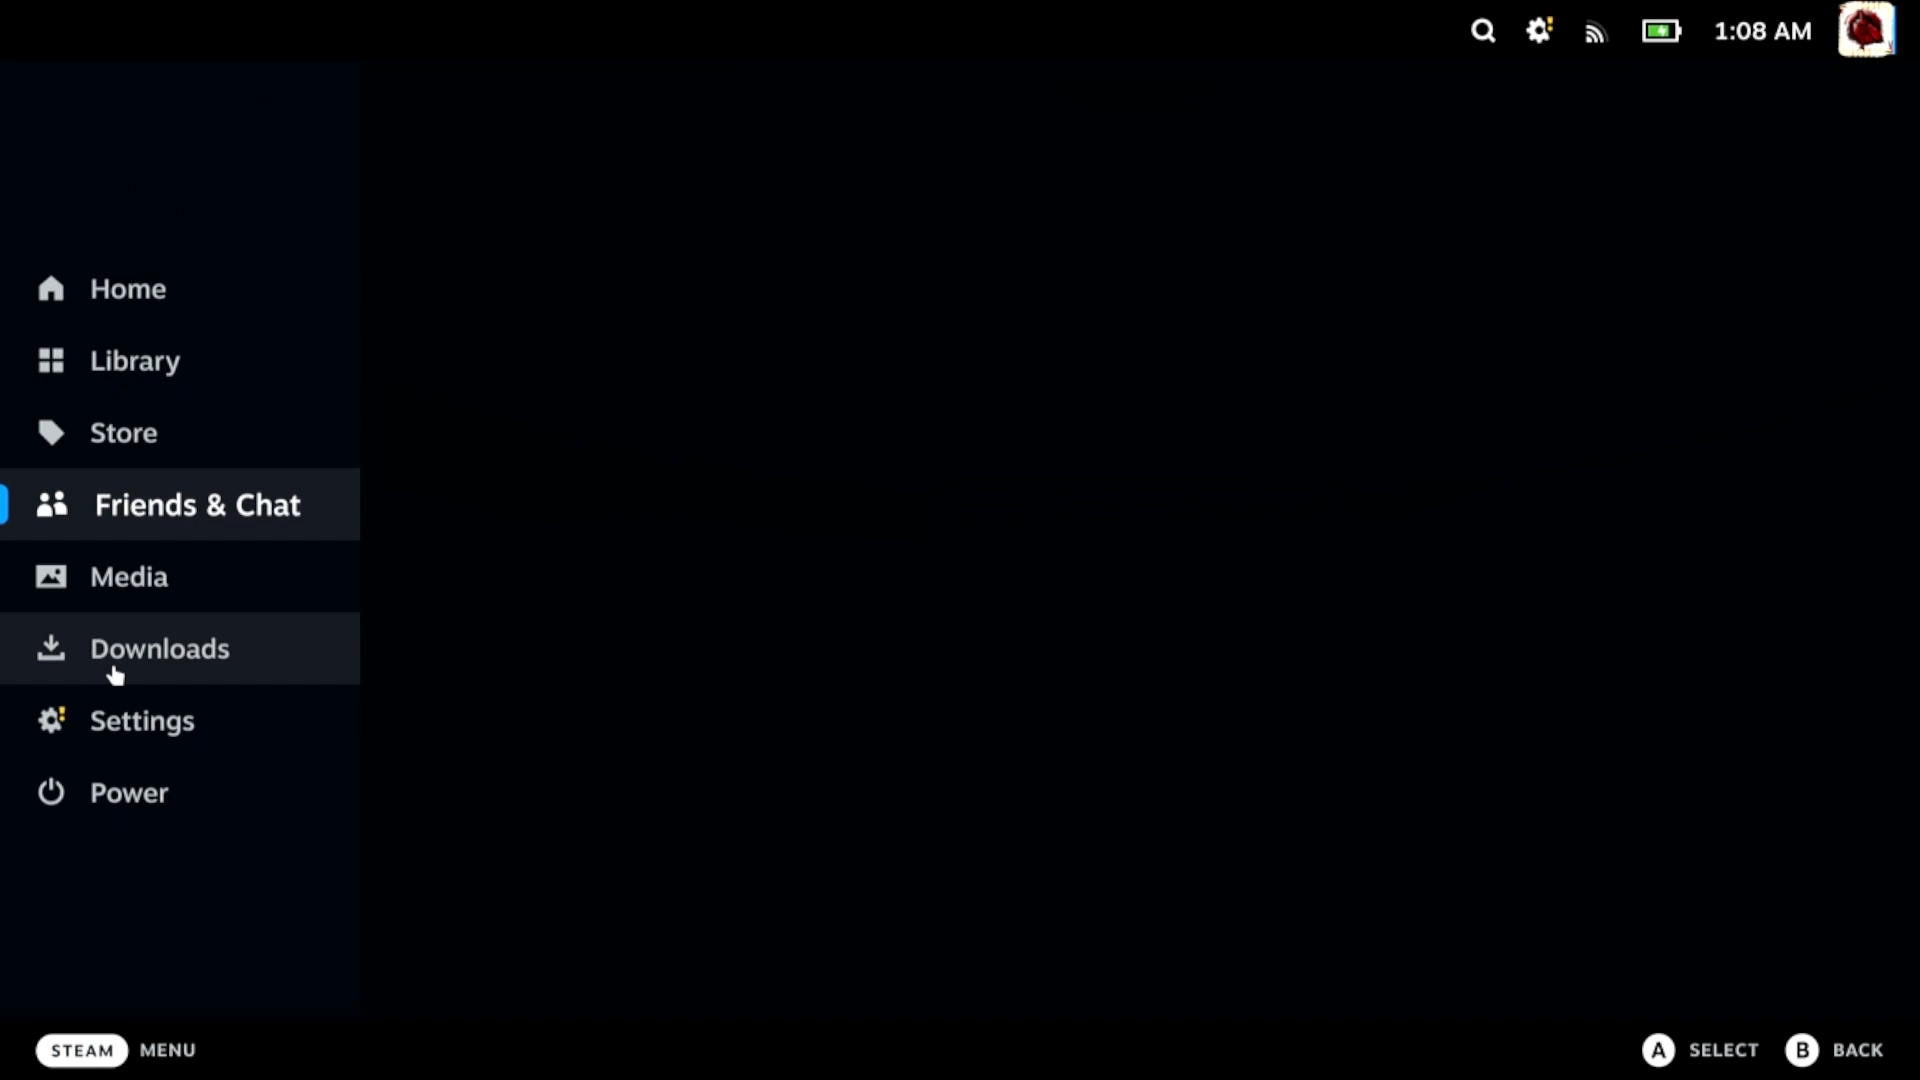 1:08 AM
Home
Library
Store
Friends & Chat
Media
Downloads
Settings
Power
STEAM MENU
A SELECT B BACK